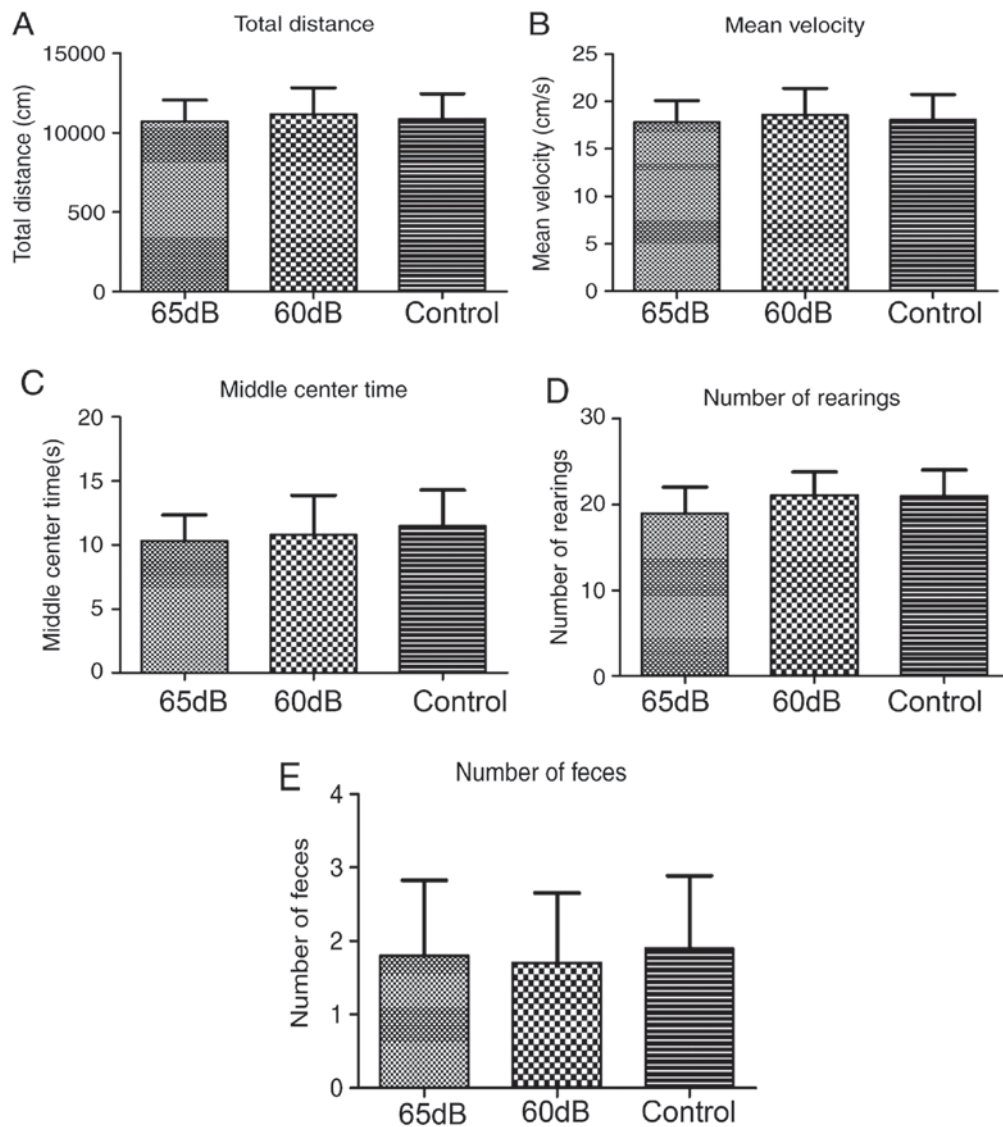 A
Total distance
Total distance (cm)
15000
10000
500
0
65dB
60dB
Control
B
Mean velocity
Mean velocity (cm/s)
25
20
15
10
5
0
65dB
60dB
Control
C
Middle center time
Middle center time(s)
20
15
10
5
0
65dB
60dB
Control
D
Number of rearings
Number of rearings
30
20
10
0
65dB
60dB
Control
E
Number of feces
Number of feces
4
3
2
1
0
65dB
60dB
Control